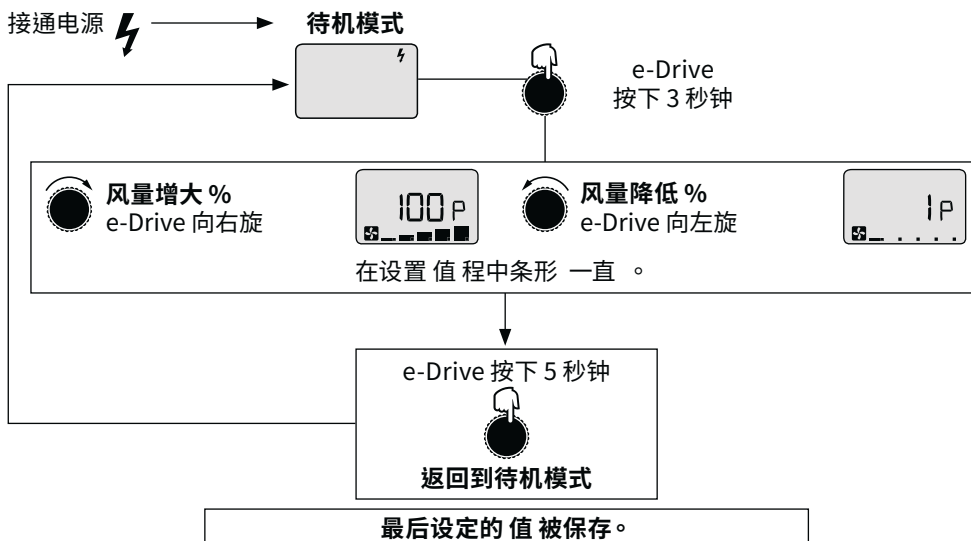 接通电源
待机模式
e-Drive
按下 3 秒钟
风量增大 %
e-Drive 向右旋
100 P
风量降低 %
e-Drive 向左旋
1 P
在设置 值 程中条形 一直 。
e-Drive 按下 5 秒钟
返回到待机模式
最后设定的 值 被保存。